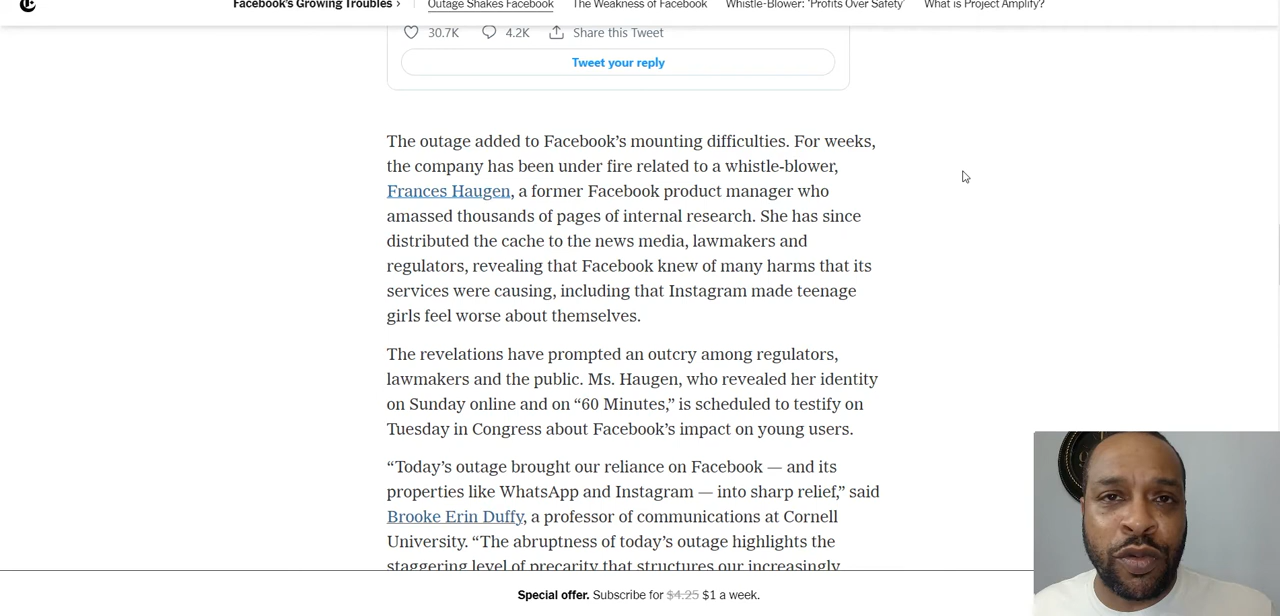 Facebook's Growing Troubles ›
Outage Shakes Facebook
The Weakness of Facebook
Whistle-Blower: 'Profits Over Safety'
What is Project Amplify?
30.7K 4.2K Share this Tweet
Tweet your reply
The outage added to Facebook's mounting difficulties. For weeks,
the company has been under fire related to a whistle-blower,
Frances Haugen, a former Facebook product manager who
amassed thousands of pages of internal research. She has since
distributed the cache to the news media, lawmakers and
regulators, revealing that Facebook knew of many harms that its
services were causing, including that Instagram made teenage
girls feel worse about themselves.
The revelations have prompted an outcry among regulators,
lawmakers and the public. Ms. Haugen, who revealed her identity
on Sunday online and on “60 Minutes,” is scheduled to testify on
Tuesday in Congress about Facebook's impact on young users.
“Today's outage brought our reliance on Facebook — and its
properties like WhatsApp and Instagram — into sharp relief,” said
Brooke Erin Duffy, a professor of communications at Cornell
University. “The abruptness of today's outage highlights the
staggering level of precarity that structures our increasingly
Special offer. Subscribe for $4.25 $1 a week.